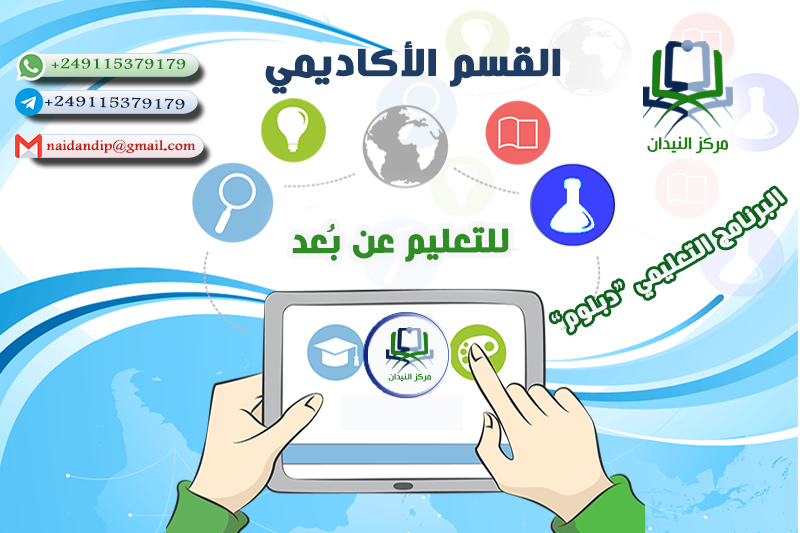 القسم الأكاديمي
+249115379179
+249115379179
naidandip@gmail.com
مركز النيدان
للتعليم عن بُعد
البرنامج التعليمي "دبلوم"
مركز النيدان